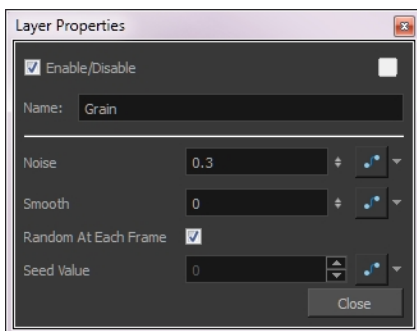 Layer Properties
Enable/Disable
Name: Grain
Noise 0.3
Smooth 0
Random At Each Frame
Seed Value 0
Close